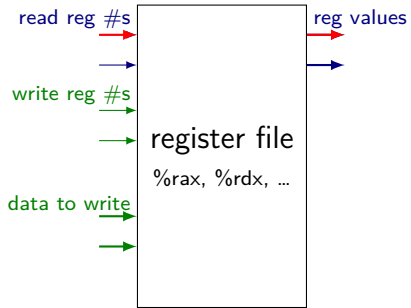 read reg #s
reg values
write reg #s
register file
%rax, %rdx, …
data to write